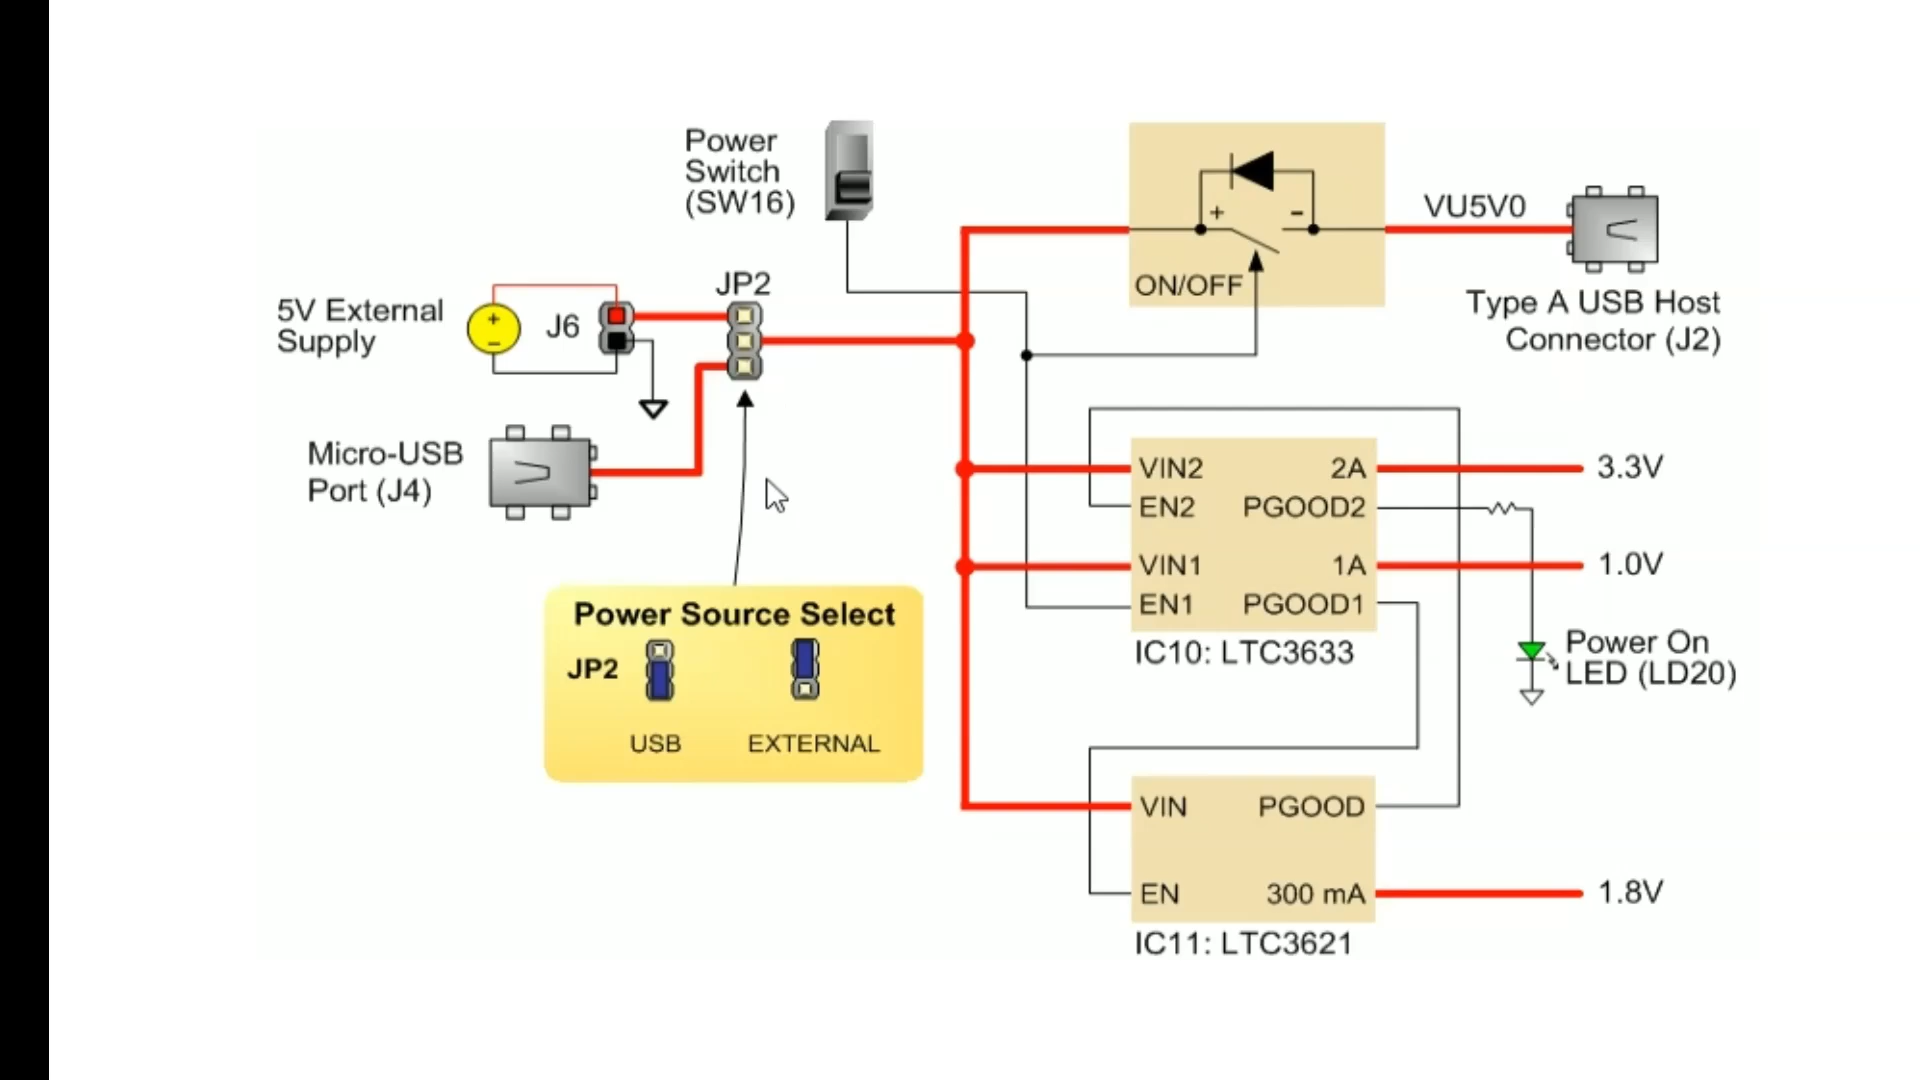 Power
Switch
(SW16)
+
-
ON/OFF
VU5V0
Type A USB Host
Connector (J2)
JP2
5V External
Supply
+
-
J6
Micro-USB
Port (J4)
Power Source Select
JP2
USB
EXTERNAL
VIN2 2A
3.3V
EN2 PGOOD2
VIN1 1A
1.0V
EN1 PGOOD1
IC10: LTC3633
Power On
LED (LD20)
VIN PGOOD
EN 300 mA
1.8V
IC11: LTC3621